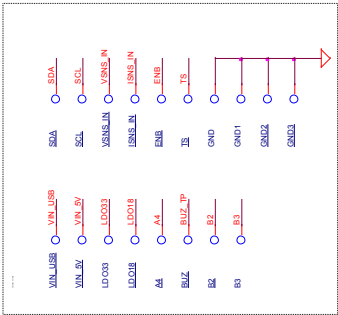 SDA
SCL
VSNS_IN
ISNS_IN
ENB
TS
SDA
SCL
VSNS_IN
ISNS_IN
ENB
TS
GND
GND1
GND2
GND3
VIN_USB
VIN_5V
LDO33
LDO18
A4
BUZ_TP
B2
B3
VIN_USB
VIN_5V
LDO33
LDO18
A4
BUZ
B2
B3